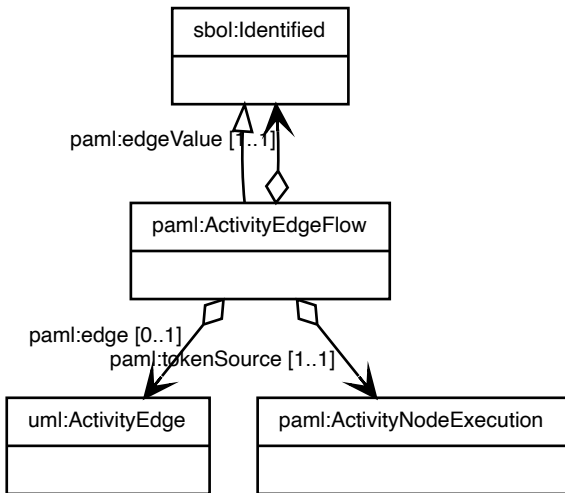 sbol:Identified
paml:edgeValue [1..1]
paml:ActivityEdgeFlow
paml:edge [0..1]
paml:tokenSource [1..1]
uml:ActivityEdge
paml:ActivityNodeExecution